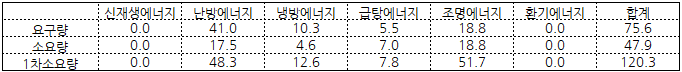 신재생에너지 난방에너지 냉방에너지 급탕에너지 조명에너지 환기에너지 합계
요구량 0.0 41.0 10.3 5.5 18.8 0.0 75.6
소요량 0.0 17.5 4.6 7.0 18.8 0.0 47.9
1차소요량 0.0 48.3 12.6 7.8 51.7 0.0 120.3